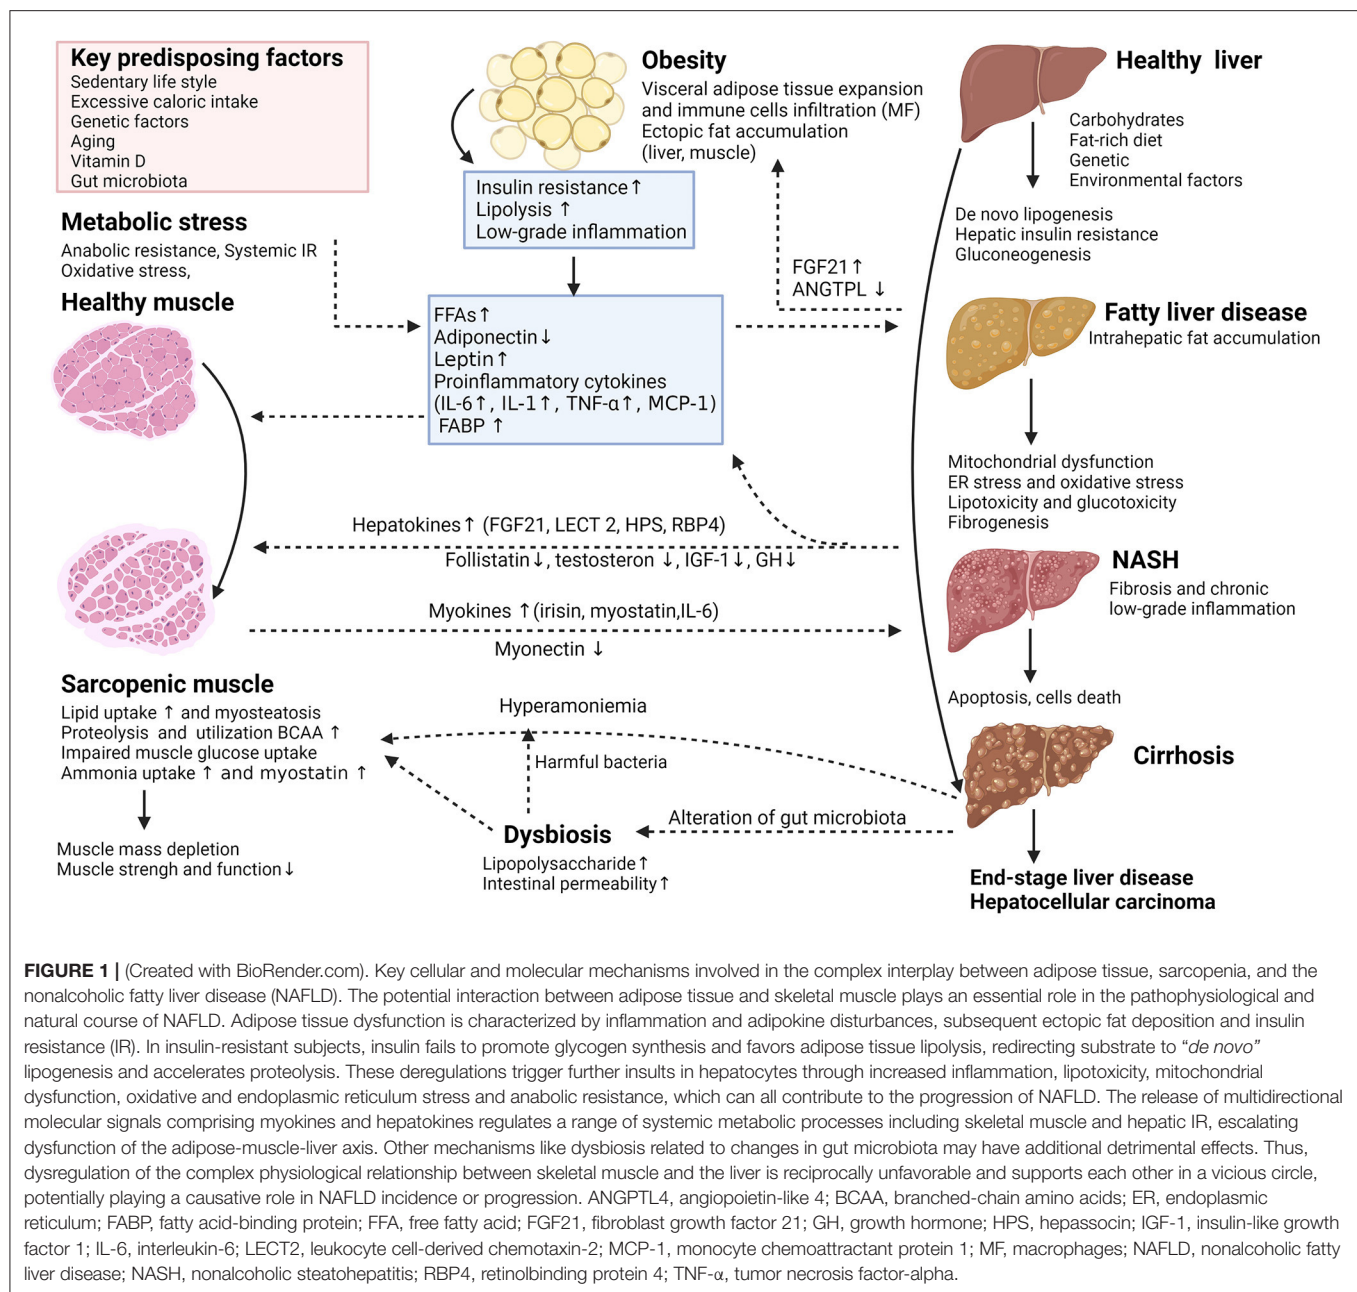 Key predisposing factors
Sedentary life style
Excessive caloric intake
Genetic factors
Aging
Vitamin D
Gut microbiota
Metabolic stress
Anabolic resistance, Systemic IR
Oxidative stress,
Healthy muscle
Obesity
Visceral adipose tissue expansion
and immune cells infiltration (MF)
Ectopic fat accumulation
(liver, muscle)
Insulin resistance↑
Lipolysis ↑
Low-grade inflammation
FFAs↑
Adiponectin↓
Leptin↑
Proinflammatory cytokines
(IL-6↑, IL-1↑, TNF-α↑, MCP-1)
FABP ↑
FGF21↑
ANGTPL ↓
Healthy liver
Carbohydrates
Fat-rich diet
Genetic
Environmental factors
De novo lipogenesis
Hepatic insulin resistance
Gluconeogenesis
Fatty liver disease
Intrahepatic fat accumulation
Mitochondrial dysfunction
ER stress and oxidative stress
Lipotoxicity and glucotoxicity
Fibrogenesis
NASH
Fibrosis and chronic
low-grade inflammation
Apoptosis, cells death
Cirrhosis
End-stage liver disease
Hepatocellular carcinoma
Hepatokines↑ (FGF21, LECT 2, HPS, RBP4)
Follistatin↓, testosteron ↓, IGF-1↓, GH↓
Myokines ↑(irisin, myostatin,IL-6)
Myonectin ↓
Sarcopenic muscle
Lipid uptake ↑ and myosteatosis
Proteolysis and utilization BCAA ↑
Impaired muscle glucose uptake
Ammonia uptake ↑ and myostatin ↑
Muscle mass depletion
Muscle strengh and function↓
Hyperamoniemia
Harmful bacteria
Dysbiosis
Lipopolysaccharide↑
Intestinal permeability↑
Alteration of gut microbiota
FIGURE 1 | (Created with BioRender.com). Key cellular and molecular mechanisms involved in the complex interplay between adipose tissue, sarcopenia, and the
nonalcoholic fatty liver disease (NAFLD). The potential interaction between adipose tissue and skeletal muscle plays an essential role in the pathophysiological and
natural course of NAFLD. Adipose tissue dysfunction is characterized by inflammation and adipokine disturbances, subsequent ectopic fat deposition and insulin
resistance (IR). In insulin-resistant subjects, insulin fails to promote glycogen synthesis and favors adipose tissue lipolysis, redirecting substrate to “de novo”
lipogenesis and accelerates proteolysis. These deregulations trigger further insults in hepatocytes through increased inflammation, lipotoxicity, mitochondrial
dysfunction, oxidative and endoplasmic reticulum stress and anabolic resistance, which can all contribute to the progression of NAFLD. The release of multidirectional
molecular signals comprising myokines and hepatokines regulates a range of systemic metabolic processes including skeletal muscle and hepatic IR, escalating
dysfunction of the adipose-muscle-liver axis. Other mechanisms like dysbiosis related to changes in gut microbiota may have additional detrimental effects. Thus,
dysregulation of the complex physiological relationship between skeletal muscle and the liver is reciprocally unfavorable and supports each other in a vicious circle,
potentially playing a causative role in NAFLD incidence or progression. ANGPTL4, angiopoietin-like 4; BCAA, branched-chain amino acids; ER, endoplasmic
reticulum; FABP, fatty acid-binding protein; FFA, free fatty acid; FGF21, fibroblast growth factor 21; GH, growth hormone; HPS, hepassocin; IGF-1, insulin-like growth
factor 1; IL-6, interleukin-6; LECT2, leukocyte cell-derived chemotaxin-2; MCP-1, monocyte chemoattractant protein 1; MF, macrophages; NAFLD, nonalcoholic fatty
liver disease; NASH, nonalcoholic steatohepatitis; RBP4, retinolbinding protein 4; TNF-α, tumor necrosis factor-alpha.